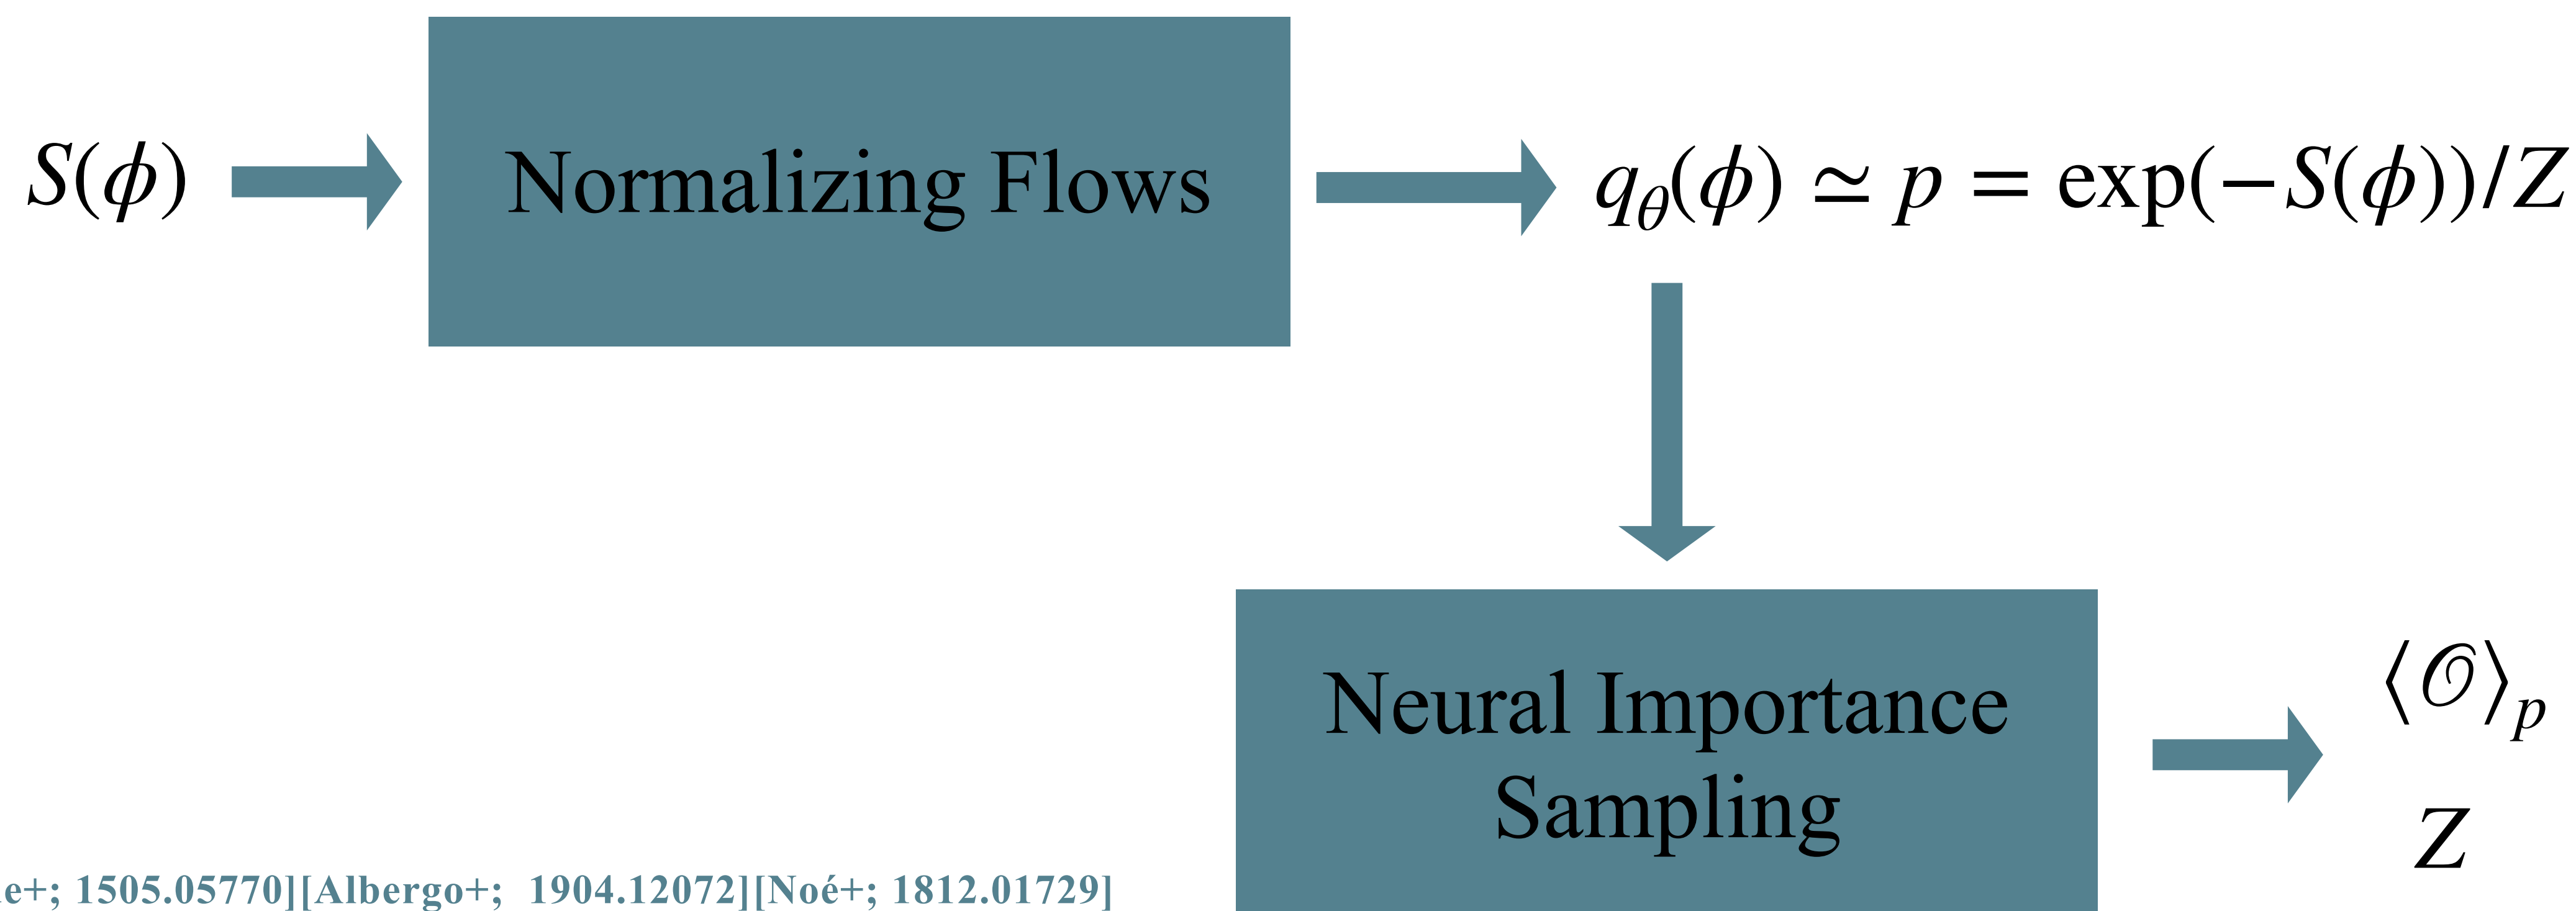 S(ϕ)
Normalizing Flows
q_θ(ϕ) ≃ p = exp(−S(ϕ))/Z
Neural Importance
Sampling
⟨𝒪⟩_p
Z
1505.05770][Albergo+; 1904.12072][Noé+; 1812.01729]